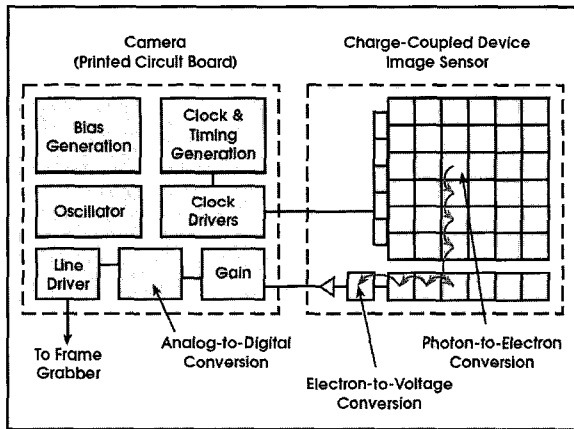 Camera
(Printed Circuit Board)
Charge-Coupled Device
Image Sensor
Bias
Generation
Clock &
Timing
Generation
Oscillator
Clock
Drivers
Line
Driver
Gain
To Frame
Grabber
Analog-to-Digital
Conversion
Electron-to-Voltage
Conversion
Photon-to-Electron
Conversion